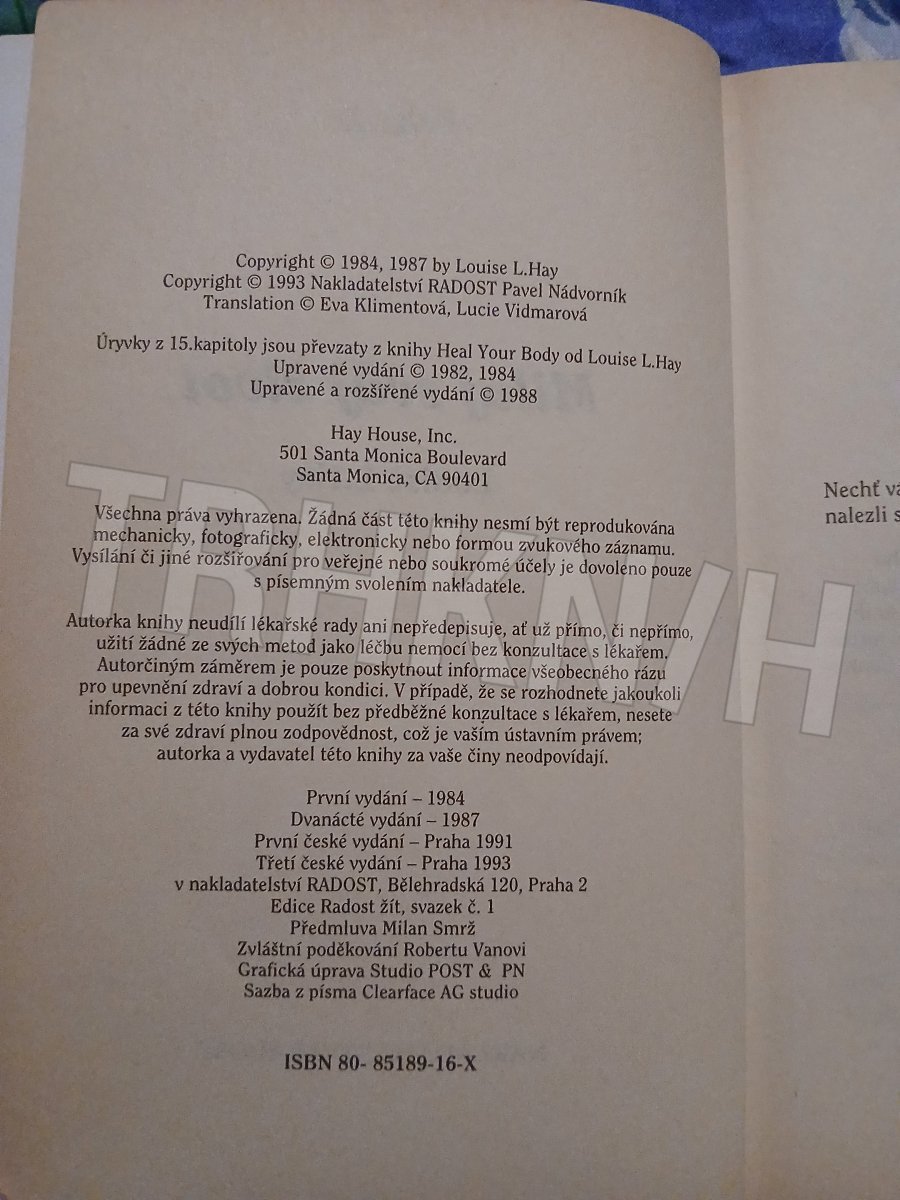 Copyright © 1984, 1987 by Louise L.Hay
Copyright © 1993 Nakladatelství RADOST Pavel Nádvorník
Translation © Eva Klimentová, Lucie Vidmarová
Úryvky z 15.kapitoly jsou převzaty z knihy Heal Your Body od Louise L.Hay
Upravené vydání © 1982, 1984
Upravené a rozšířené vydání © 1988
Hay House, Inc.
501 Santa Monica Boulevard
Santa Monica, CA 90401
Všechna práva vyhrazena. Žádná část této knihy nesmí být reprodukována
mechanicky, fotograficky, elektronicky nebo formou zvukového záznamu.
Vysílání či jiné rozšiřování pro veřejné nebo soukromé účely je dovoleno pouze
s písemným svolením nakladatele.
Autorka knihy neudílí lékařské rady ani nepředepisuje, ať už přímo, či nepřímo,
užití žádné ze svých metod jako léčbu nemocí bez konzultace s lékařem.
Autorčiným záměrem je pouze poskytnout informace všeobecného rázu
pro upevnění zdraví a dobrou kondici. V případě, že se rozhodnete jakoukoli
informaci z této knihy použít bez předběžné konzultace s lékařem, nesete
za své zdraví plnou zodpovědnost, což je vaším ústavním právem;
autorka a vydavatel této knihy za vaše činy neodpovídají.
První vydání – 1984
Dvanácté vydání – 1987
První české vydání – Praha 1991
Třetí české vydání – Praha 1993
v nakladatelství RADOST, Bělehradská 120, Praha 2
Edice Radost žít, svazek č. 1
Předmluva Milan Smrž
Zvláštní poděkování Robertu Vanovi
Grafická úprava Studio POST & PN
Sazba z písma Clearface AG studio
ISBN 80- 85189-16-X
Nechť
nalezli